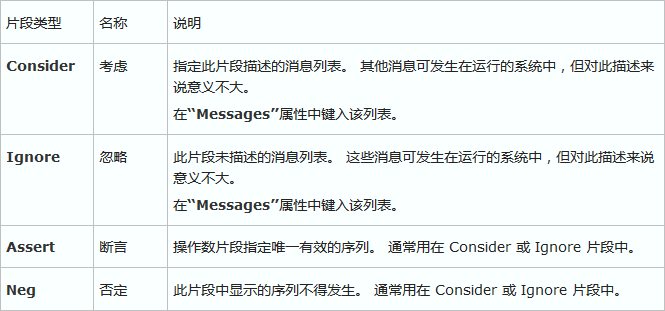 片段类型 名称 说明
Consider 考虑 指定此片段描述的消息列表。 其他消息可发生在运行的系统中，但对此描述来
说意义不大。
在“Messages”属性中键入该列表。
Ignore 忽略 此片段未描述的消息列表。 这些消息可发生在运行的系统中，但对此描述来说
意义不大。
在“Messages”属性中键入该列表。
Assert 断言 操作数片段指定唯一有效的序列。 通常用在 Consider 或 Ignore 片段中。
Neg 否定 此片段中显示的序列不得发生。 通常用在 Consider 或 Ignore 片段中。